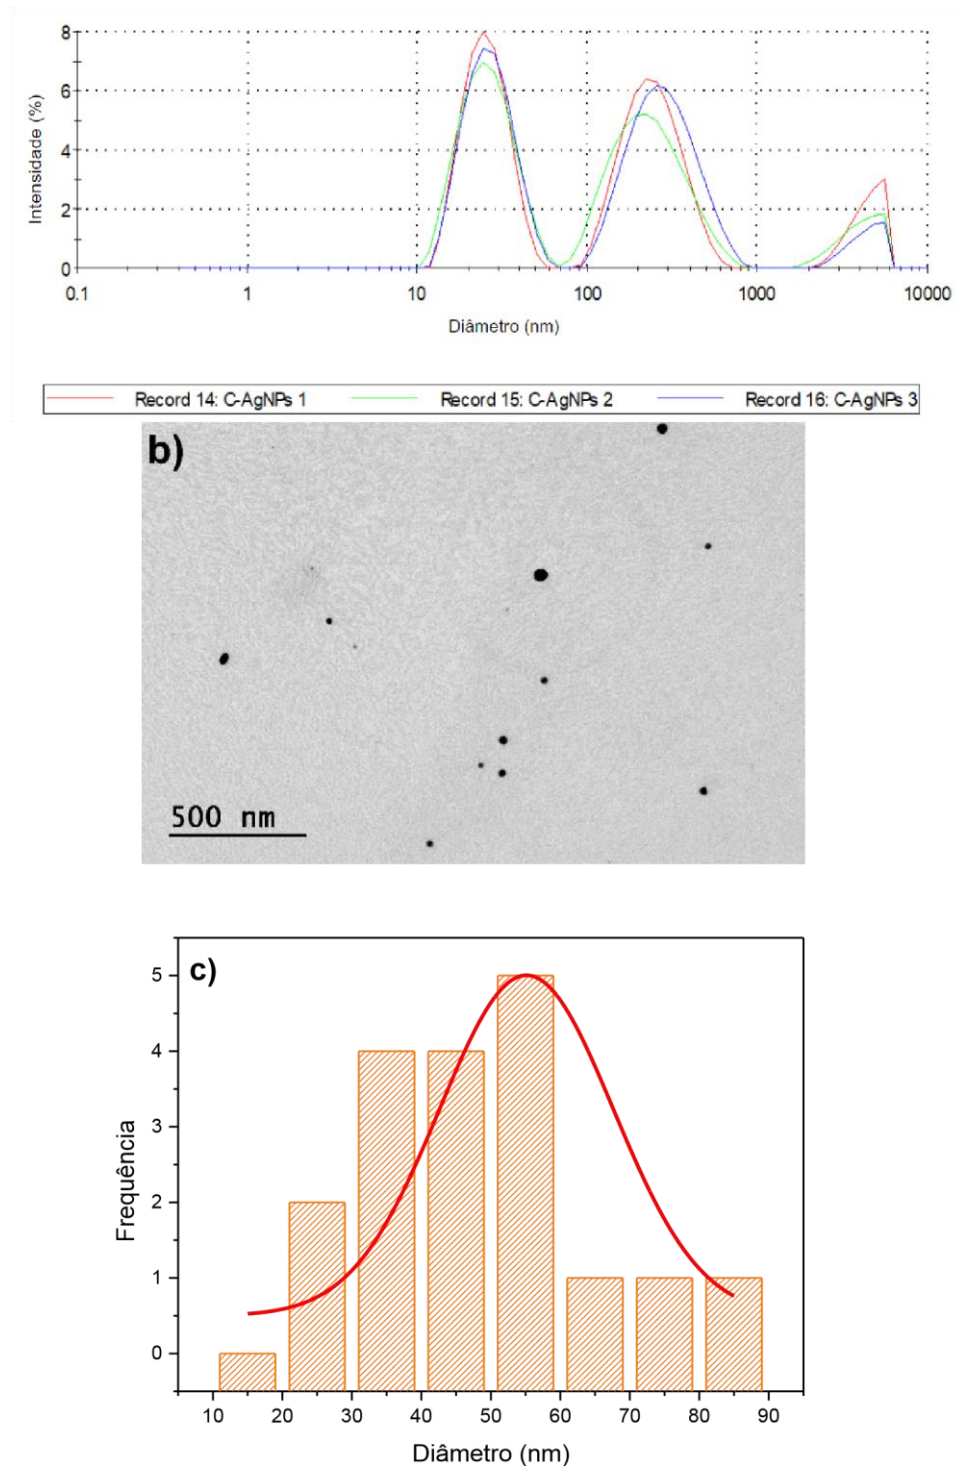 8
6
4
2
0
Intensidade (%)
0.1 1 10 100 1000 10000
Diâmetro (nm)
Record 14: C-AgNPs 1 Record 15: C-AgNPs 2 Record 16: C-AgNPs 3
b)
500 nm
c)
5
4
3
2
1
0
Frequência
10 20 30 40 50 60 70 80 90
Diâmetro (nm)